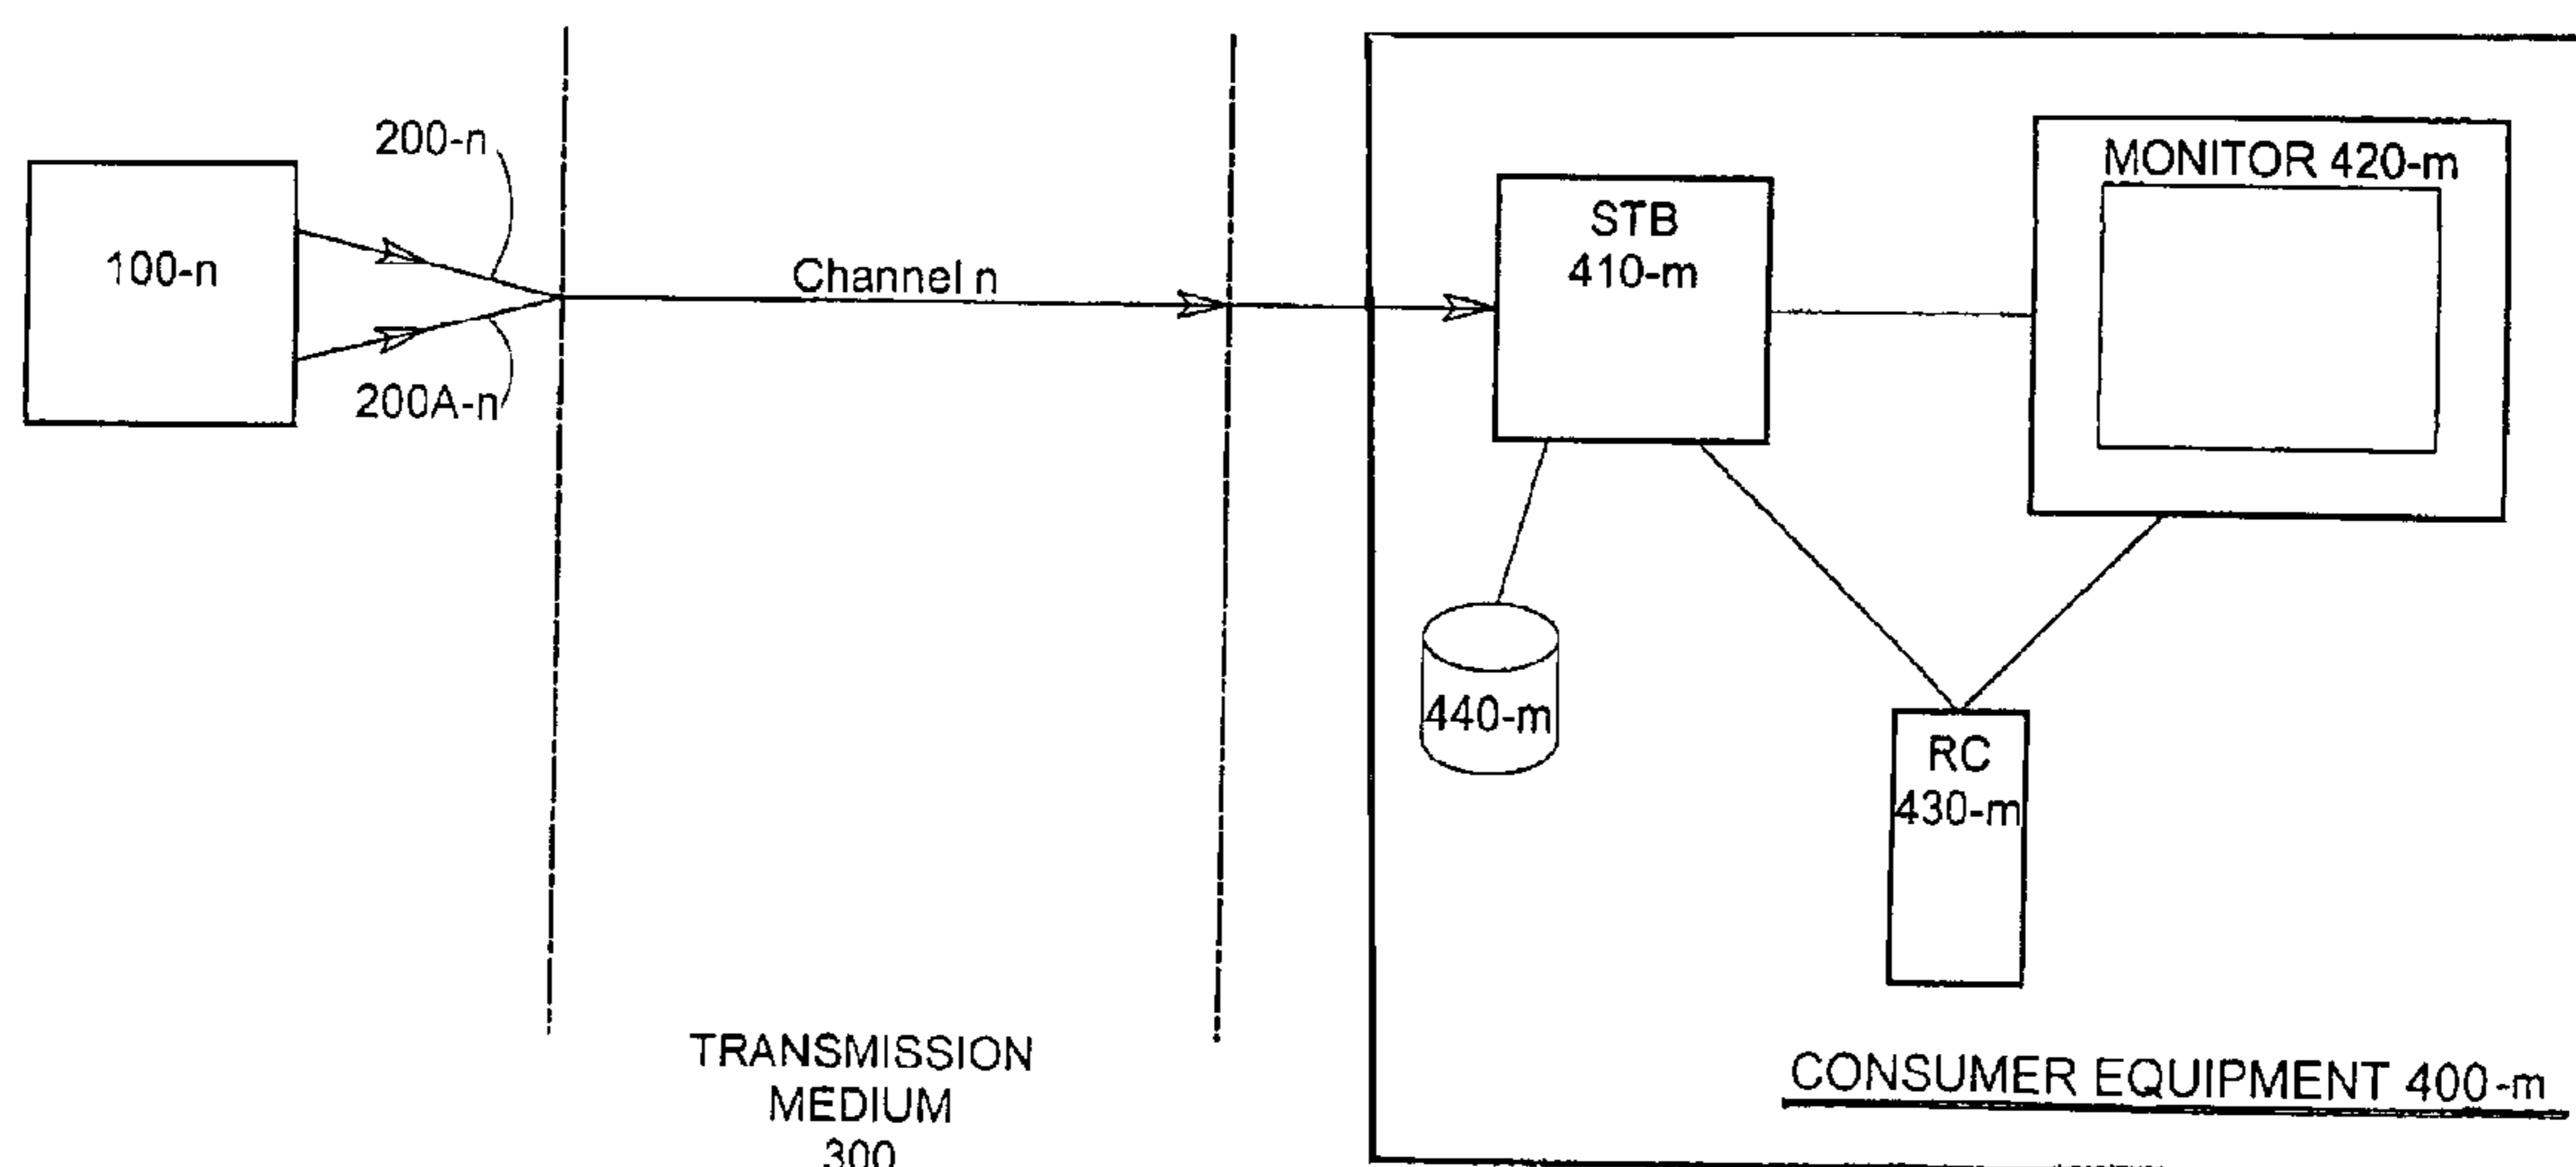 200-n
100-n
200A-n
Channel n
TRANSMISSION
MEDIUM
300
STB
410-m
MONITOR 420-m
440-m
RC
430-m
CONSUMER EQUIPMENT 400-m